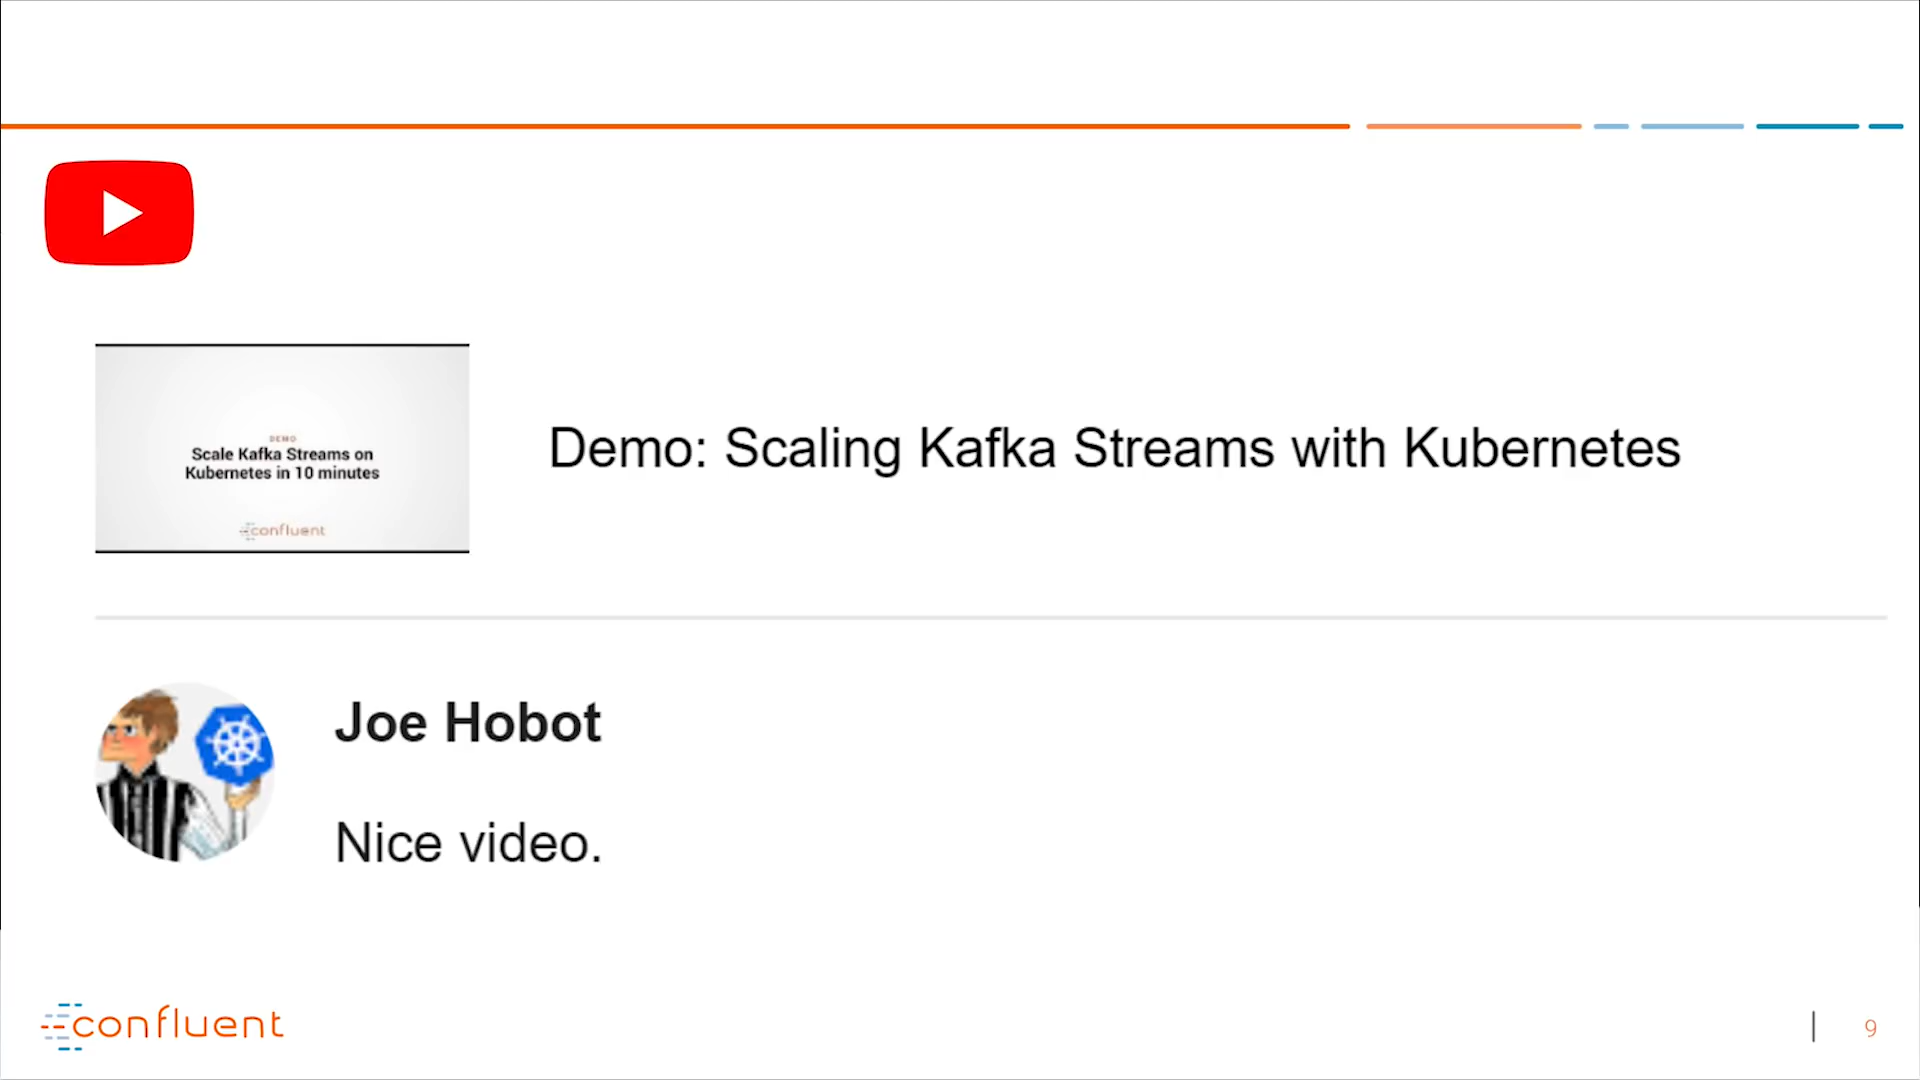 DEMO
Scale Kafka Streams on
Kubernetes in 10 minutes
confluent
Demo: Scaling Kafka Streams with Kubernetes
Joe Hobot
Nice video.
confluent
9